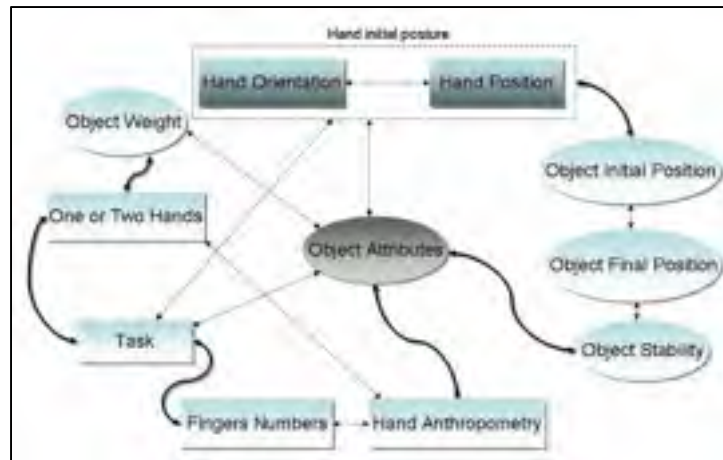 Hand initial posture
Hand Orientation
Hand Position
Object Weight
Object Initial Position
One or Two Hands
Object Attributes
Object Final Position
Task
Object Stability
Fingers Numbers
Hand Anthropometry